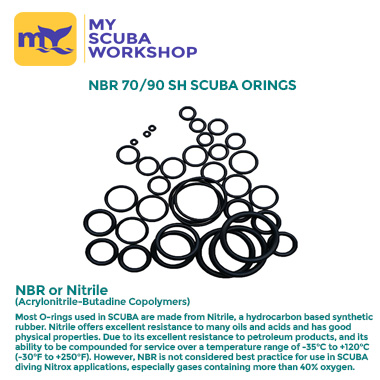 my
MY
SCUBA
WORKSHOP
NBR 70/90 SH SCUBA ORINGS
NBR or Nitrile
(Acrylonitrile-Butadine Copolymers)
Most O-rings used in SCUBA are made from Nitrile, a hydrocarbon based synthetic
rubber. Nitrile offers excellent resistance to many oils and acids and has good
physical properties. Due to its excellent resistance to petroleum products, and its
ability to be compounded for service over a temperature range of -35°C to +120°C
(-30°F to +250°F). However, NBR is not considered best practice for use in SCUBA
diving Nitrox applications, especially gases containing more than 40% oxygen.